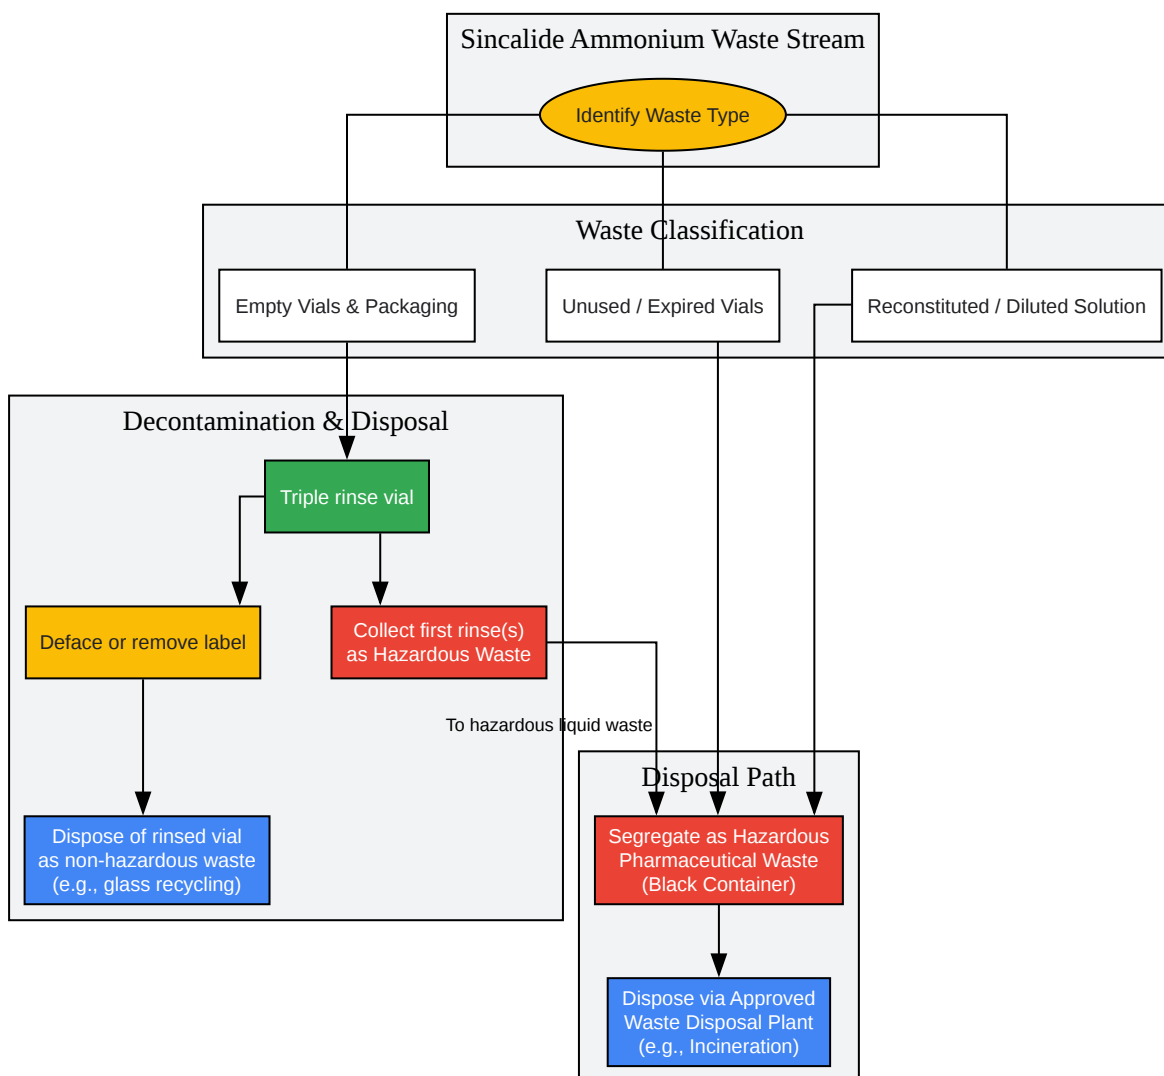 Sincalide Ammonium Waste Stream
Identify Waste Type
Waste Classification
Empty Vials & Packaging
Unused / Expired Vials
Reconstituted / Diluted Solution
Decontamination & Disposal
Triple rinse vial
Deface or remove label
Collect first rinse(s)
as Hazardous Waste
To hazardous liquid waste
Disposal Path
Dispose of rinsed vial
as non-hazardous waste
(e.g., glass recycling)
Segregate as Hazardous
Pharmaceutical Waste
(Black Container)
Dispose via Approved
Waste Disposal Plant
(e.g., Incineration)